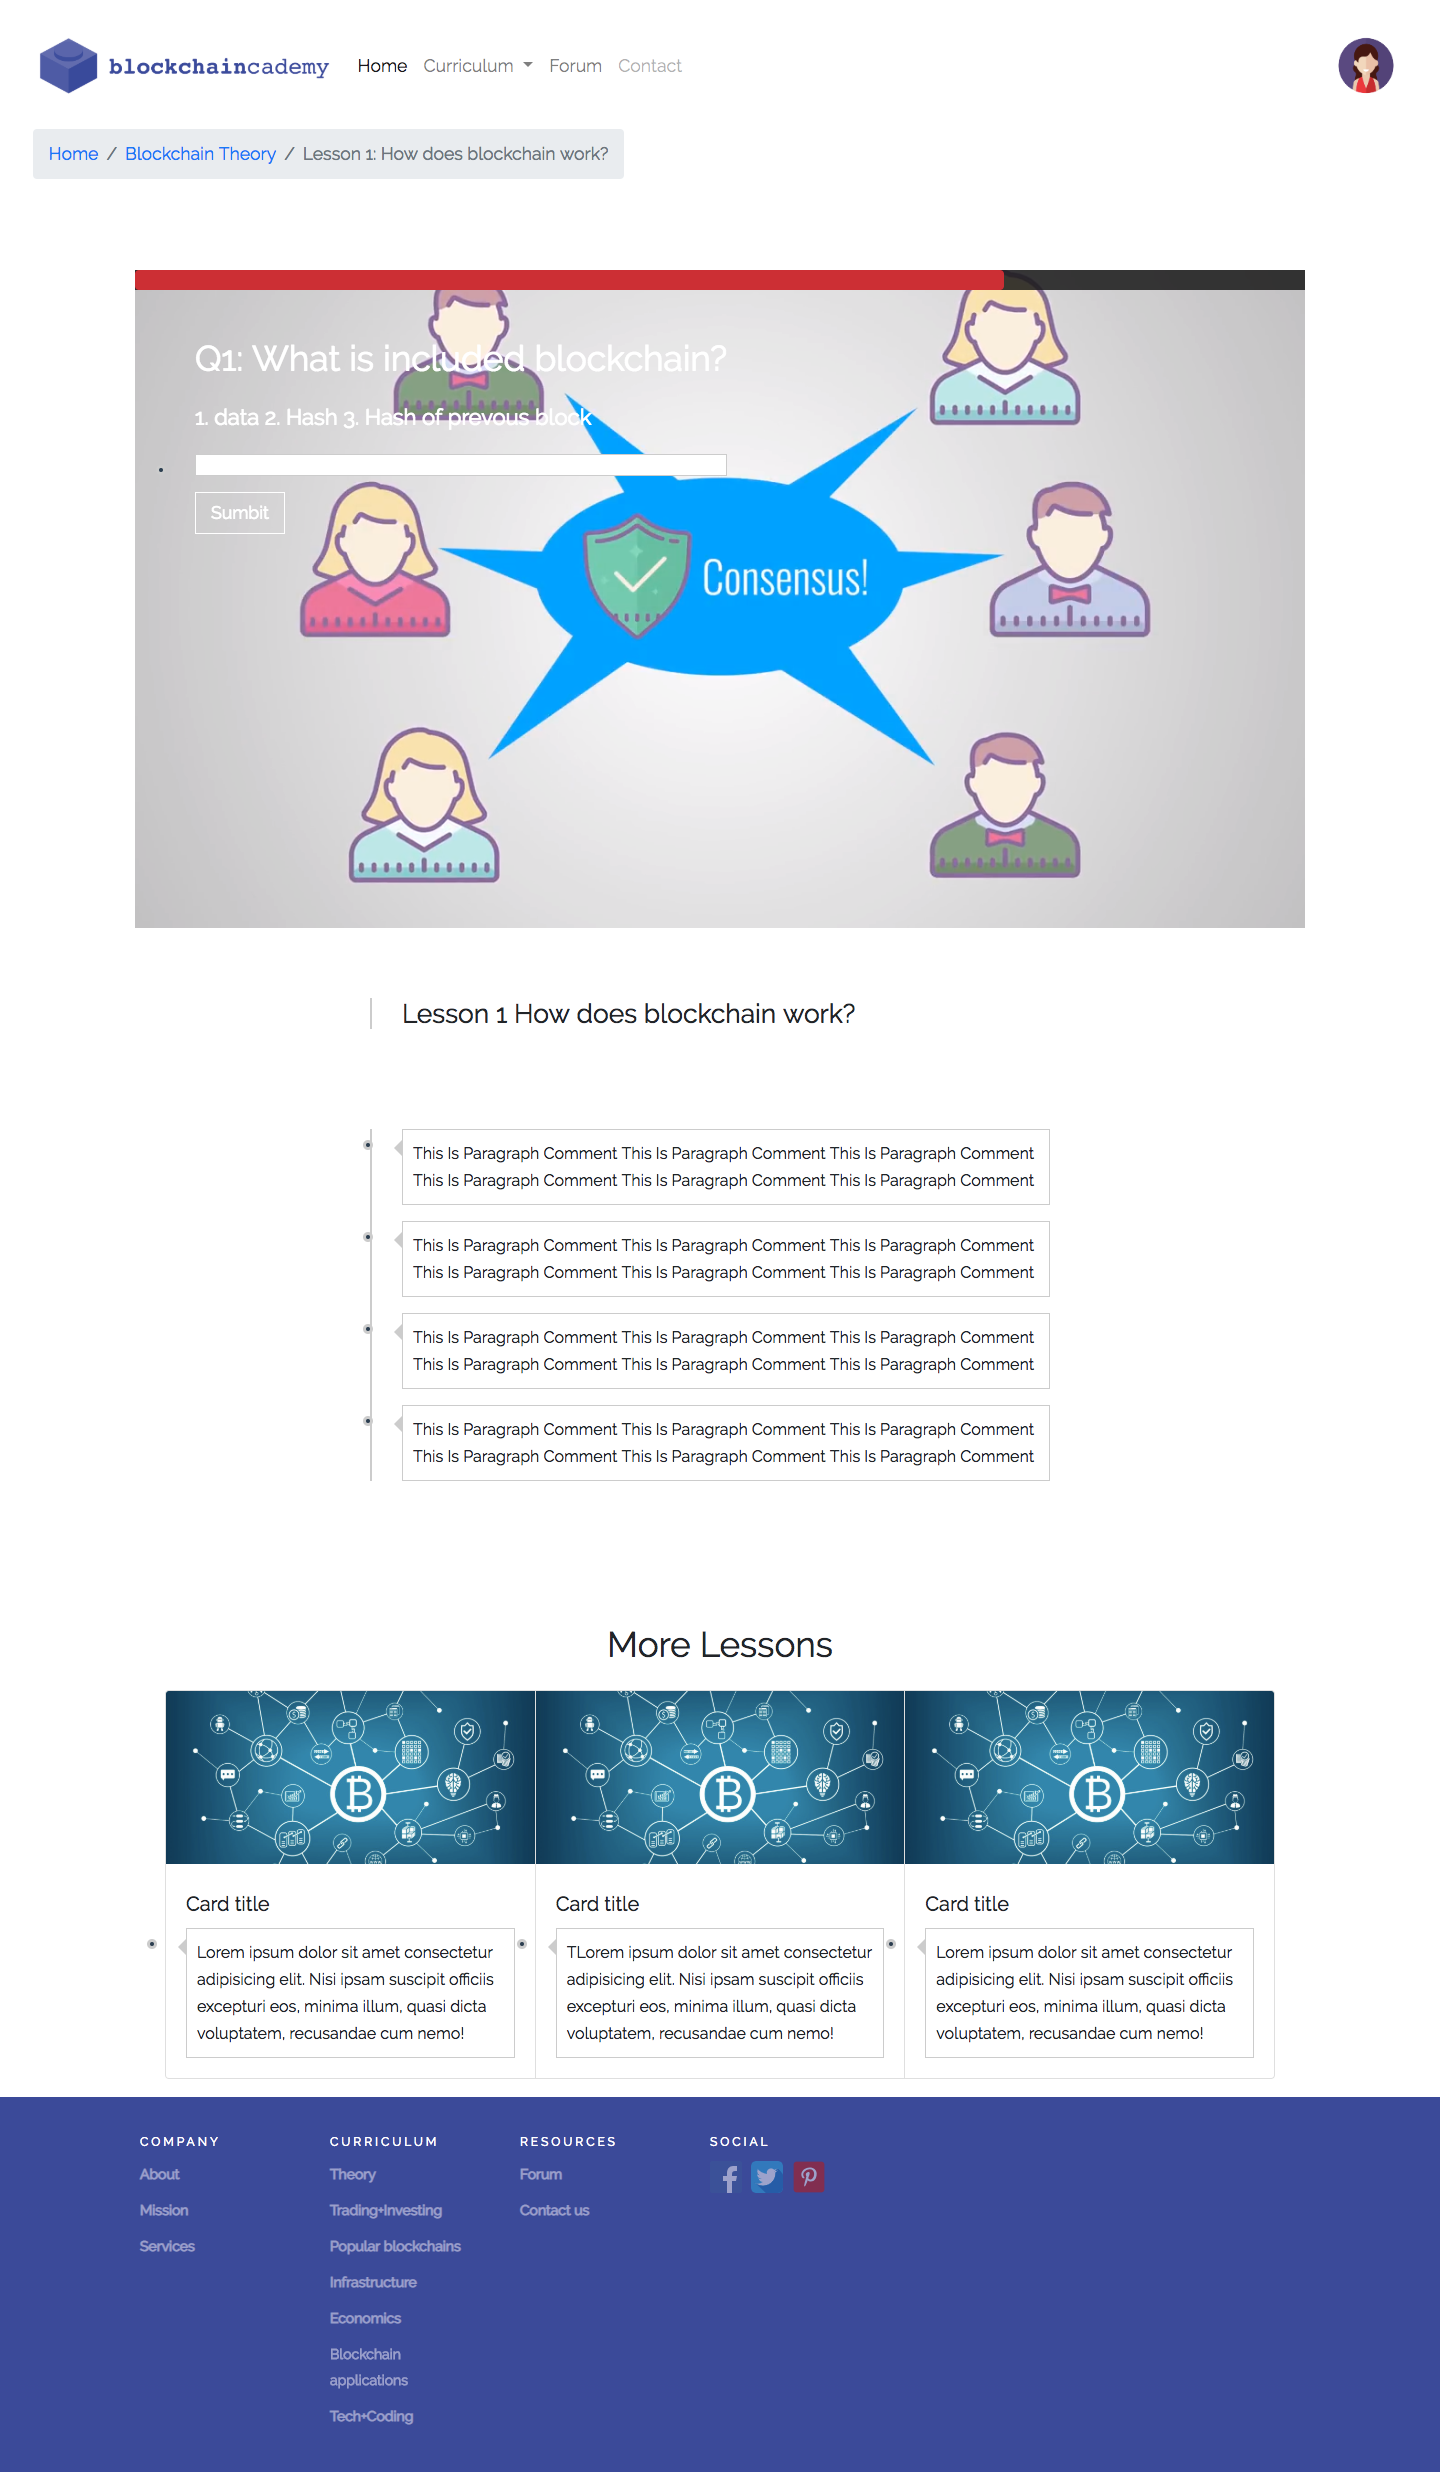 blockchaincademy
Home Curriculum Forum Contact
Home / Blockchain Theory / Lesson 1: How does blockchain work?
Q1: What is included blockchain?
1. data 2. Hash 3. Hash of prevous block
Sumbit
Consensus!
Lesson 1 How does blockchain work?
This Is Paragraph Comment This Is Paragraph Comment This Is Paragraph Comment
This Is Paragraph Comment This Is Paragraph Comment This Is Paragraph Comment
This Is Paragraph Comment This Is Paragraph Comment This Is Paragraph Comment
This Is Paragraph Comment This Is Paragraph Comment This Is Paragraph Comment
This Is Paragraph Comment This Is Paragraph Comment This Is Paragraph Comment
This Is Paragraph Comment This Is Paragraph Comment This Is Paragraph Comment
This Is Paragraph Comment This Is Paragraph Comment This Is Paragraph Comment
This Is Paragraph Comment This Is Paragraph Comment This Is Paragraph Comment
More Lessons
Card title
Lorem ipsum dolor sit amet consectetur
adipisicing elit. Nisi ipsam suscipit officiis
excepturi eos, minima illum, quasi dicta
voluptatem, recusandae cum nemo!
Card title
TLorem ipsum dolor sit amet consectetur
adipisicing elit. Nisi ipsam suscipit officiis
excepturi eos, minima illum, quasi dicta
voluptatem, recusandae cum nemo!
Card title
Lorem ipsum dolor sit amet consectetur
adipisicing elit. Nisi ipsam suscipit officiis
excepturi eos, minima illum, quasi dicta
voluptatem, recusandae cum nemo!
COMPANY
About
Mission
Services
CURRICULUM
Theory
Trading+Investing
Popular blockchains
Infrastructure
Economics
Blockchain
applications
Tech+Coding
RESOURCES
Forum
Contact us
SOCIAL